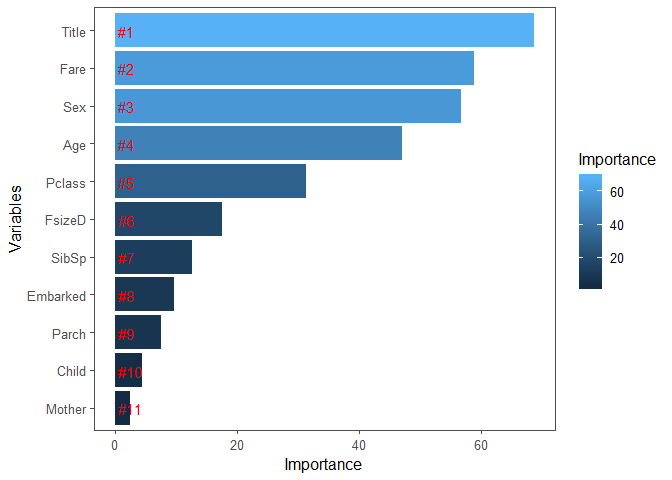 Title #1
Fare #2
Sex #3
Age #4
Pclass #5
FsizeD #6
SibSp #7
Embarked #8
Parch #9
Child #10
Mother #11
Variables
0 20 40 60
Importance
Importance
60
40
20